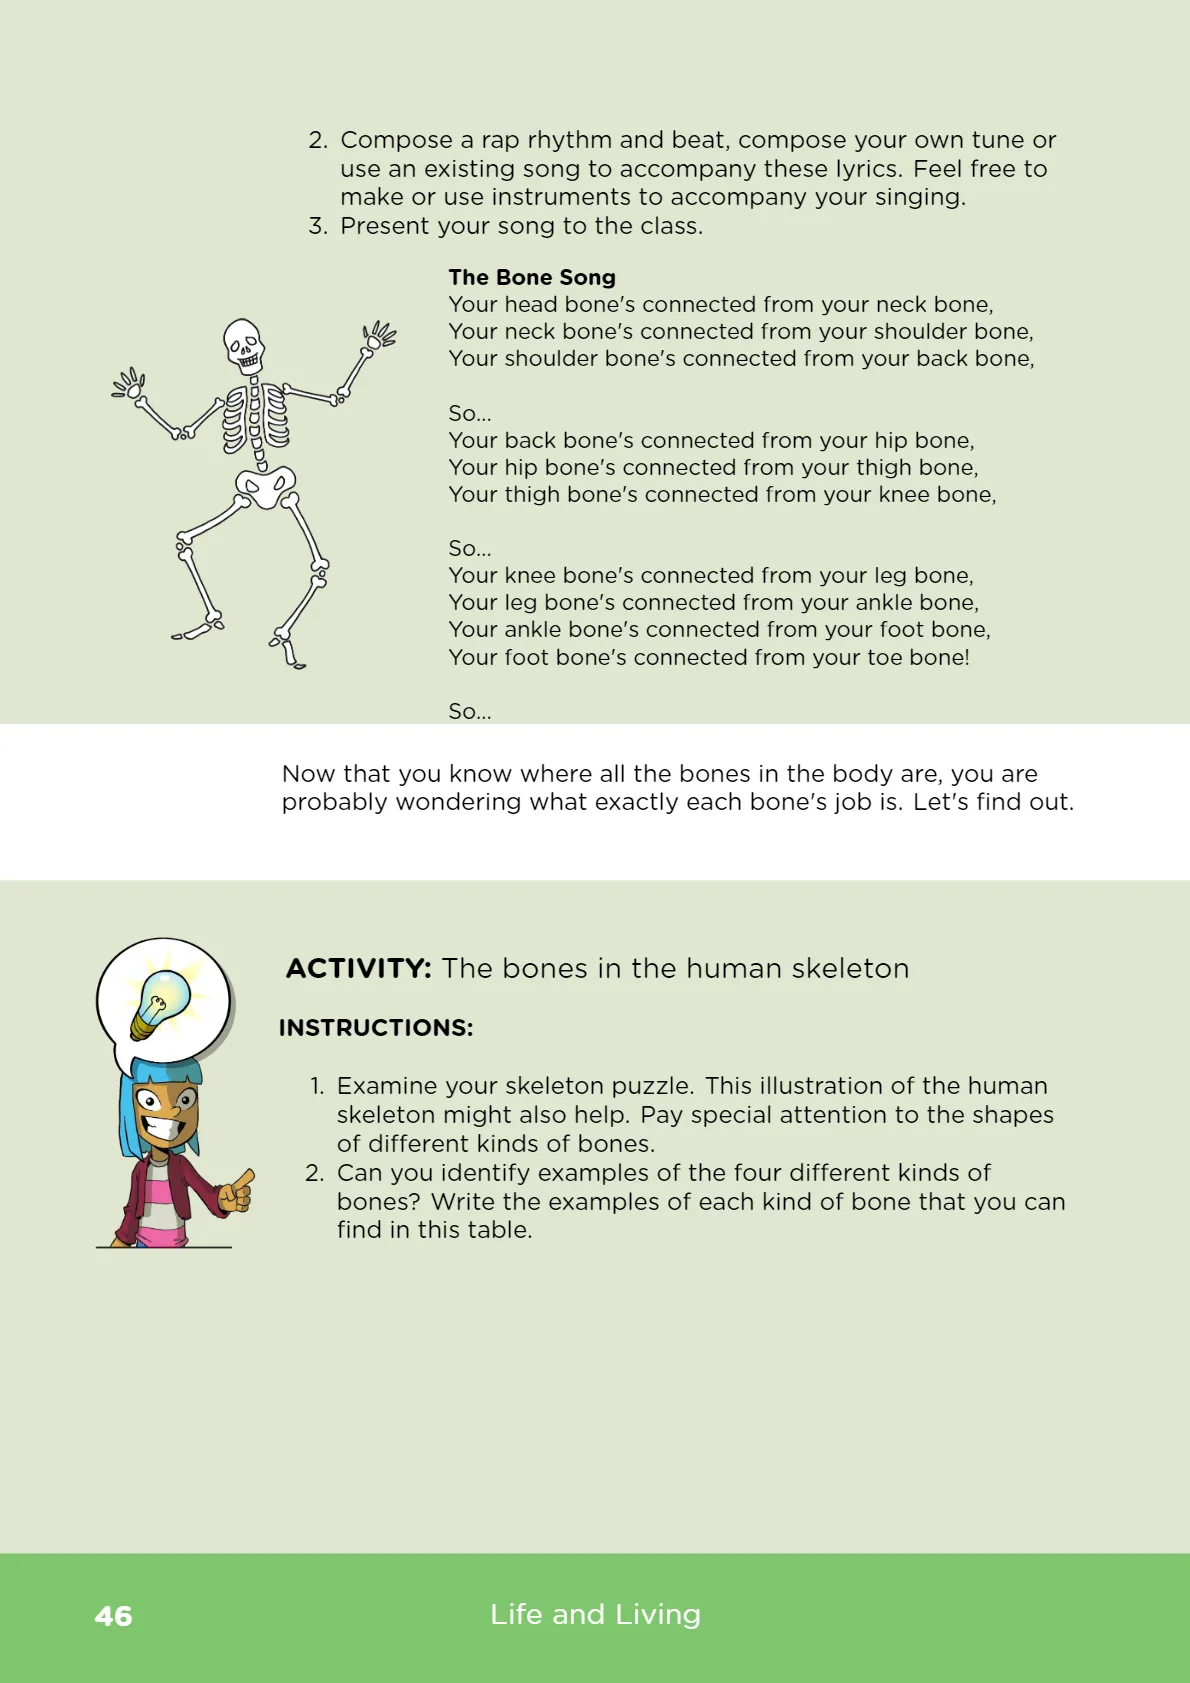 2. Compose a rap rhythm and beat, compose your own tune or
use an existing song to accompany these lyrics. Feel free to
make or use instruments to accompany your singing.
3. Present your song to the class.
The Bone Song
Your head bone's connected from your neck bone,
Your neck bone's connected from your shoulder bone,
Your shoulder bone's connected from your back bone,
So...
Your back bone's connected from your hip bone,
Your hip bone's connected from your thigh bone,
Your thigh bone's connected from your knee bone,
So...
Your knee bone's connected from your leg bone,
Your leg bone's connected from your ankle bone,
Your ankle bone's connected from your foot bone,
Your foot bone's connected from your toe bone!
So...
Now that you know where all the bones in the body are, you are
probably wondering what exactly each bone's job is. Let's find out.
ACTIVITY: The bones in the human skeleton
INSTRUCTIONS:
1. Examine your skeleton puzzle. This illustration of the human
skeleton might also help. Pay special attention to the shapes
of different kinds of bones.
2. Can you identify examples of the four different kinds of
bones? Write the examples of each kind of bone that you can
find in this table.
46
Life and Living